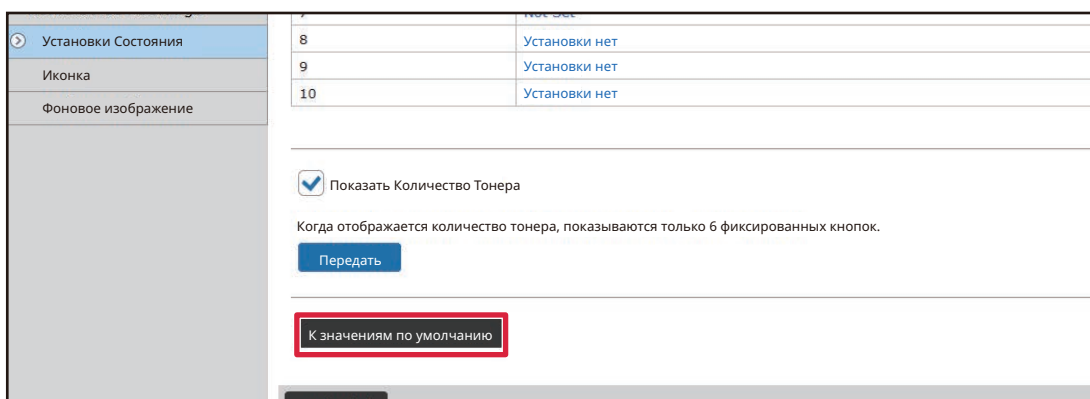 Установки Состояния
Иконка
Фоновое изображение
8 Установки нет
9 Установки нет
10 Установки нет
Показать Количество Тонера
Когда отображается количество тонера, показываются только 6 фиксированных кнопок.
Передать
К значениям по умолчанию